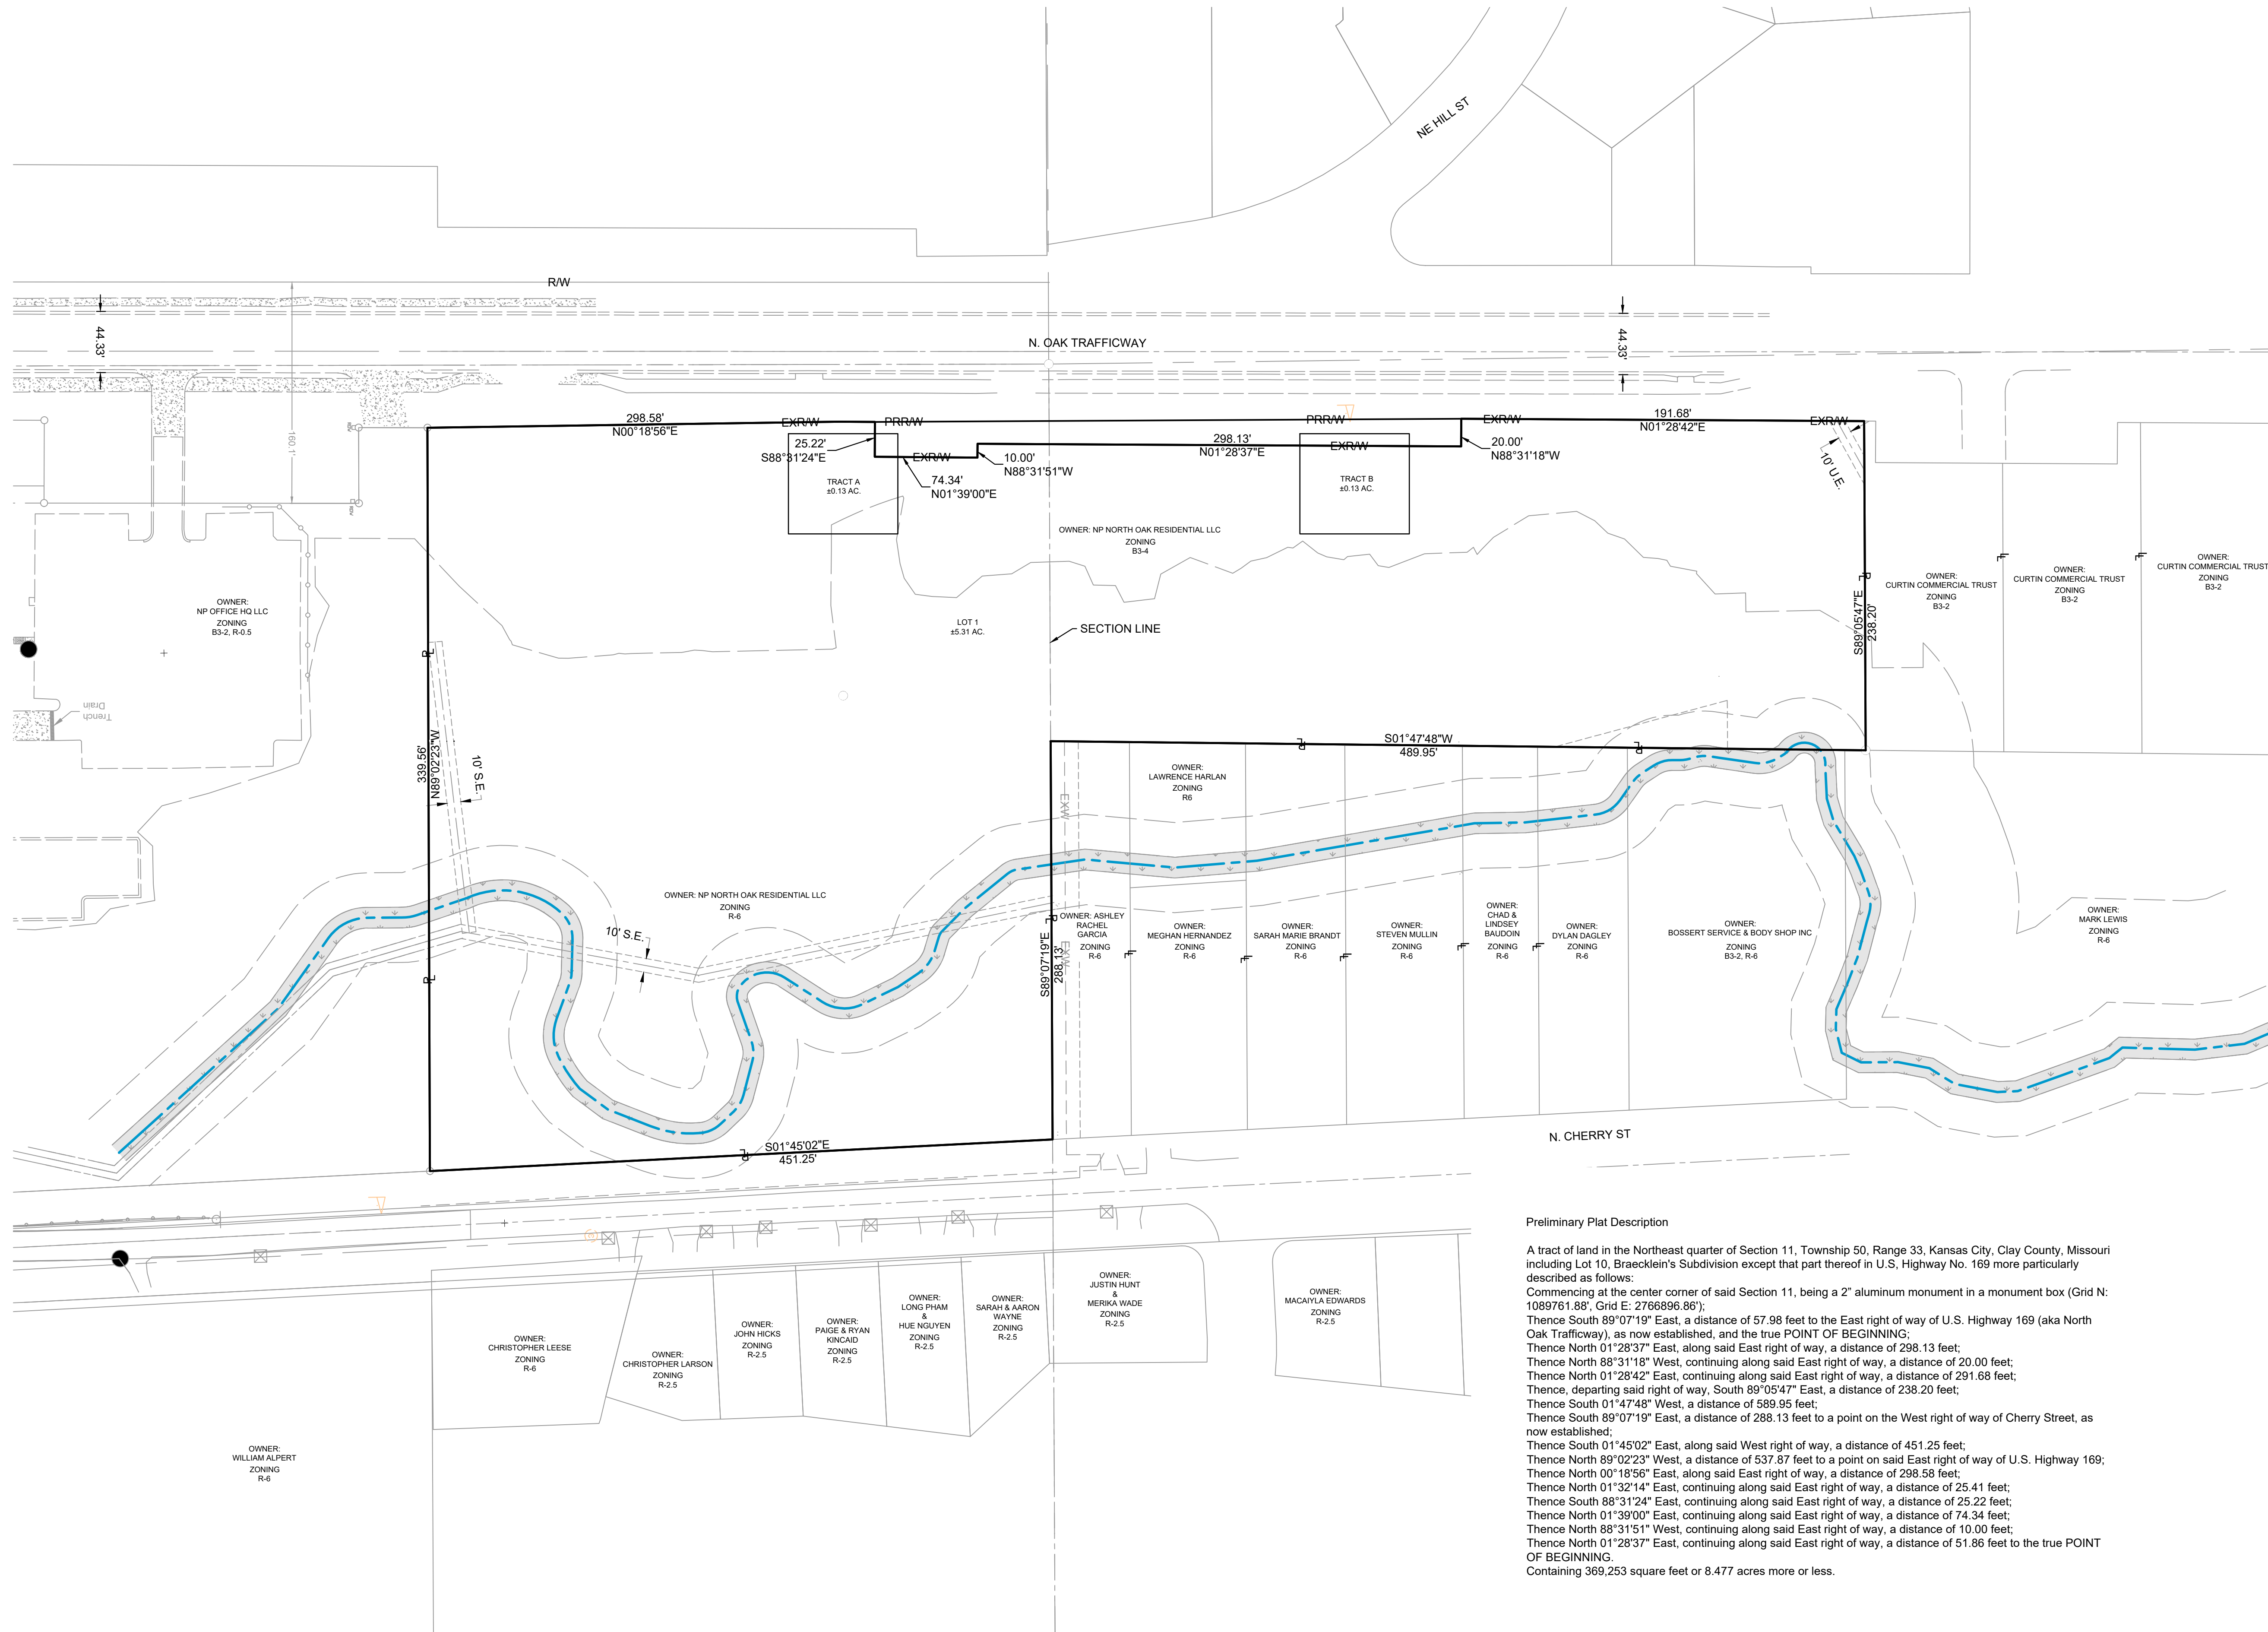 NE HILL ST
R/W
44.33'
N. OAK TRAFFICWAY
44.33'
160.1'
298.58'
N00°18'56"E
EXR/W
PRR/W
PRR/W
EXR/W
191.68'
N01°28'42"E
EXR/W
25.22'
S88°31'24"E
EXR/W
10.00'
N88°31'51"W
298.13'
N01°28'37"E
EXR/W
20.00'
N88°31'18"W
10' U.E.
74.34'
N01°39'00"E
TRACT A
±0.13 AC.
TRACT B
±0.13 AC.
OWNER: NP NORTH OAK RESIDENTIAL LLC
ZONING
B3-4
OWNER:
NP OFFICE HQ LLC
ZONING
B3-2, R-0.5
LOT 1
±5.31 AC.
SECTION LINE
S89°05'47"E
238.20'
OWNER:
CURTIN COMMERCIAL TRUST
ZONING
B3-2
OWNER:
CURTIN COMMERCIAL TRUST
ZONING
B3-2
OWNER:
CURTIN COMMERCIAL TRUST
ZONING
B3-2
Trench
Drain
339.56'
N89°02'23"W
10' S.E.
S01°47'48"W
489.95'
OWNER:
LAWRENCE HARLAN
ZONING
R6
EXW
OWNER: NP NORTH OAK RESIDENTIAL LLC
ZONING
R-6
10' S.E.
S89°07'19"E
288.13'
EXW
OWNER: ASHLEY
RACHEL
GARCIA
ZONING
R-6
OWNER:
MEGHAN HERNANDEZ
ZONING
R-6
OWNER:
SARAH MARIE BRANDT
ZONING
R-6
OWNER:
STEVEN MULLIN
ZONING
R-6
OWNER:
CHAD &
LINDSEY
BAUDOIN
ZONING
R-6
OWNER:
DYLAN DAGLEY
ZONING
R-6
OWNER:
BOSSERT SERVICE & BODY SHOP INC
ZONING
B3-2, R-6
OWNER:
MARK LEWIS
ZONING
R-6
S01°45'02"E
451.25'
N. CHERRY ST
OWNER:
CHRISTOPHER LEESE
ZONING
R-6
OWNER:
CHRISTOPHER LARSON
ZONING
R-2.5
OWNER:
JOHN HICKS
ZONING
R-2.5
OWNER:
PAIGE & RYAN
KINCAID
ZONING
R-2.5
OWNER:
LONG PHAM
&
HUE NGUYEN
ZONING
R-2.5
OWNER:
SARAH & AARON
WAYNE
ZONING
R-2.5
OWNER:
JUSTIN HUNT
&
MERIKA WADE
ZONING
R-2.5
OWNER:
MACAIYLA EDWARDS
ZONING
R-2.5
OWNER:
WILLIAM ALPERT
ZONING
R-6
Preliminary Plat Description
A tract of land in the Northeast quarter of Section 11, Township 50, Range 33, Kansas City, Clay County, Missouri
including Lot 10, Braecklein's Subdivision except that part thereof in U.S, Highway No. 169 more particularly
described as follows:
Commencing at the center corner of said Section 11, being a 2" aluminum monument in a monument box (Grid N:
1089761.88', Grid E: 2766896.86');
Thence South 89°07'19" East, a distance of 57.98 feet to the East right of way of U.S. Highway 169 (aka North
Oak Trafficway), as now established, and the true POINT OF BEGINNING;
Thence North 01°28'37" East, along said East right of way, a distance of 298.13 feet;
Thence North 88°31'18" West, continuing along said East right of way, a distance of 20.00 feet;
Thence North 01°28'42" East, continuing along said East right of way, a distance of 291.68 feet;
Thence, departing said right of way, South 89°05'47" East, a distance of 238.20 feet;
Thence South 01°47'48" West, a distance of 589.95 feet;
Thence South 89°07'19" East, a distance of 288.13 feet to a point on the West right of way of Cherry Street, as
now established;
Thence South 01°45'02" East, along said West right of way, a distance of 451.25 feet;
Thence North 89°02'23" West, a distance of 537.87 feet to a point on said East right of way of U.S. Highway 169;
Thence North 00°18'56" East, along said East right of way, a distance of 298.58 feet;
Thence North 01°32'14" East, continuing along said East right of way, a distance of 25.41 feet;
Thence South 88°31'24" East, continuing along said East right of way, a distance of 25.22 feet;
Thence North 01°39'00" East, continuing along said East right of way, a distance of 74.34 feet;
Thence North 88°31'51" West, continuing along said East right of way, a distance of 10.00 feet;
Thence North 01°28'37" East, continuing along said East right of way, a distance of 51.86 feet to the true POINT
OF BEGINNING.
Containing 369,253 square feet or 8.477 acres more or less.